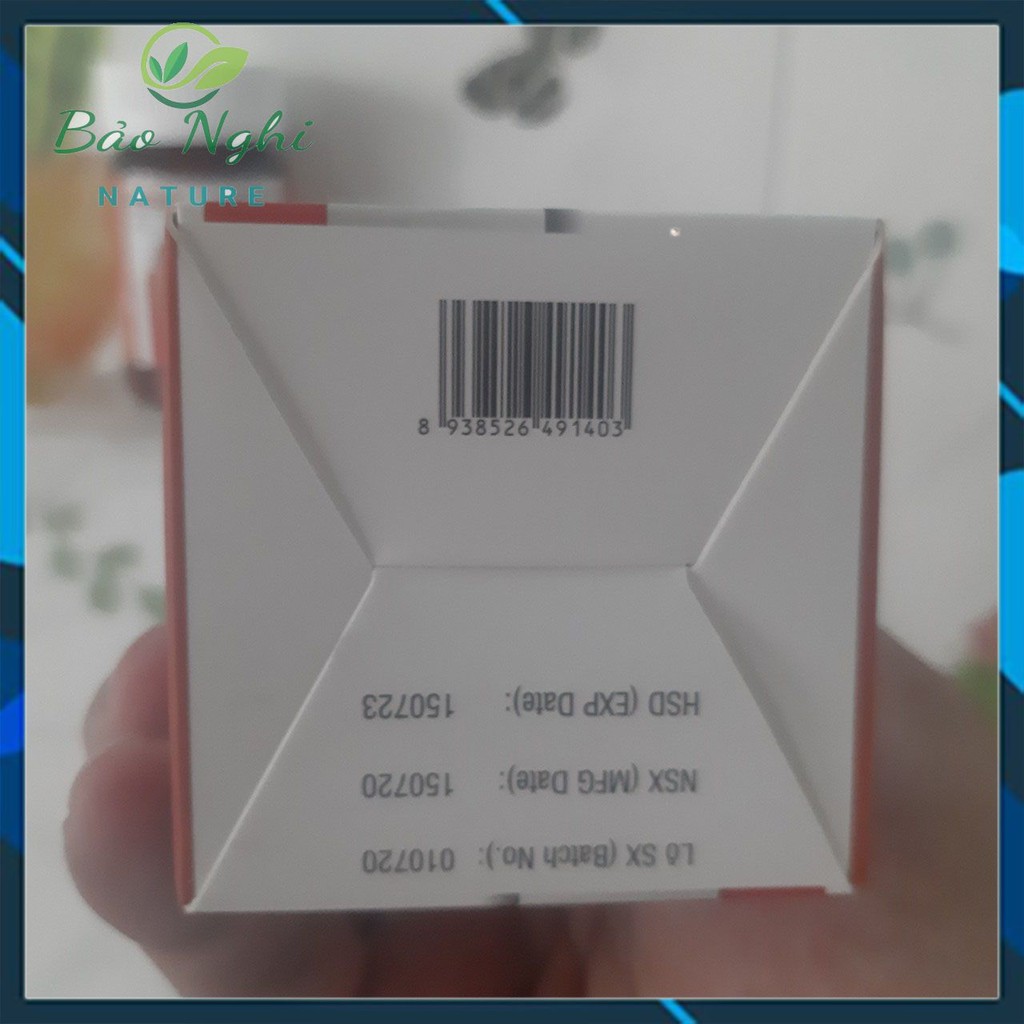 Bảo Nghi
NATURE
8 938526 491403
Lô SX (Batch No.): 010720
NSX (MFG Date): 150720
HSD (EXP Date): 150723